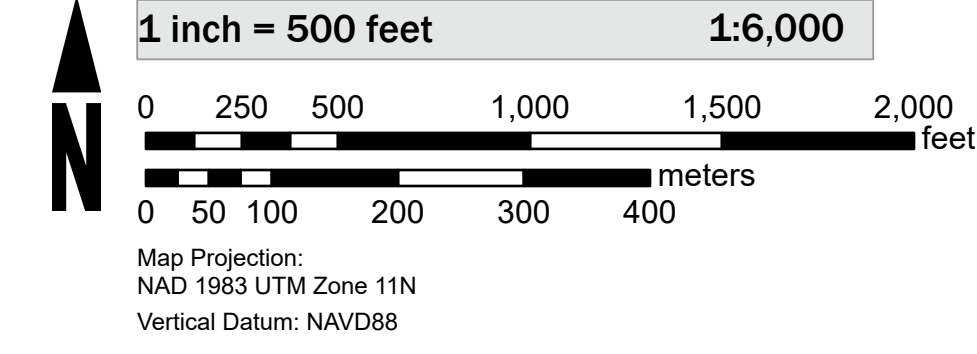 1 inch = 500 feet 1:6,000
N
0 250 500 1,000 1,500 2,000
feet
meters
0 50 100 200 300 400
Map Projection:
NAD 1983 UTM Zone 11N
Vertical Datum: NAVD88